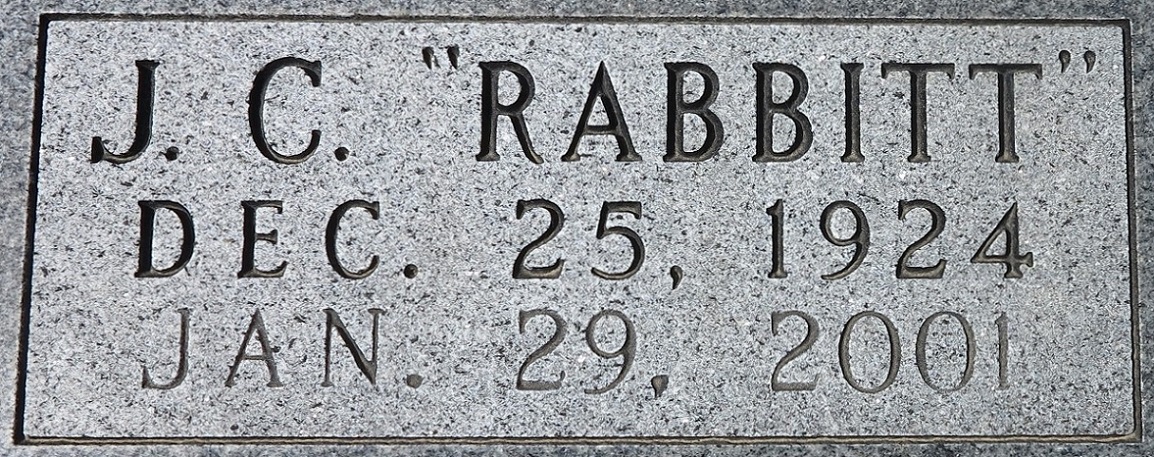 J. C. "RABBITT"
DEC. 25, 1924
JAN. 29, 2001